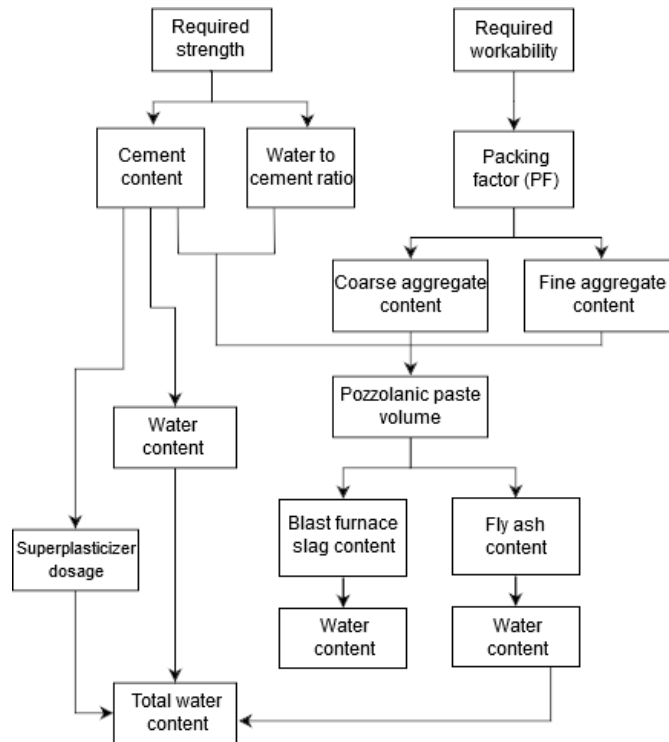 Required
strength
Required
workability
Cement
content
Water to
cement ratio
Packing
factor (PF)
Coarse aggregate
content
Fine aggregate
content
Pozzolanic paste
volume
Water
content
Blast furnace
slag content
Fly ash
content
Superplasticizer
dosage
Water
content
Water
content
Total water
content